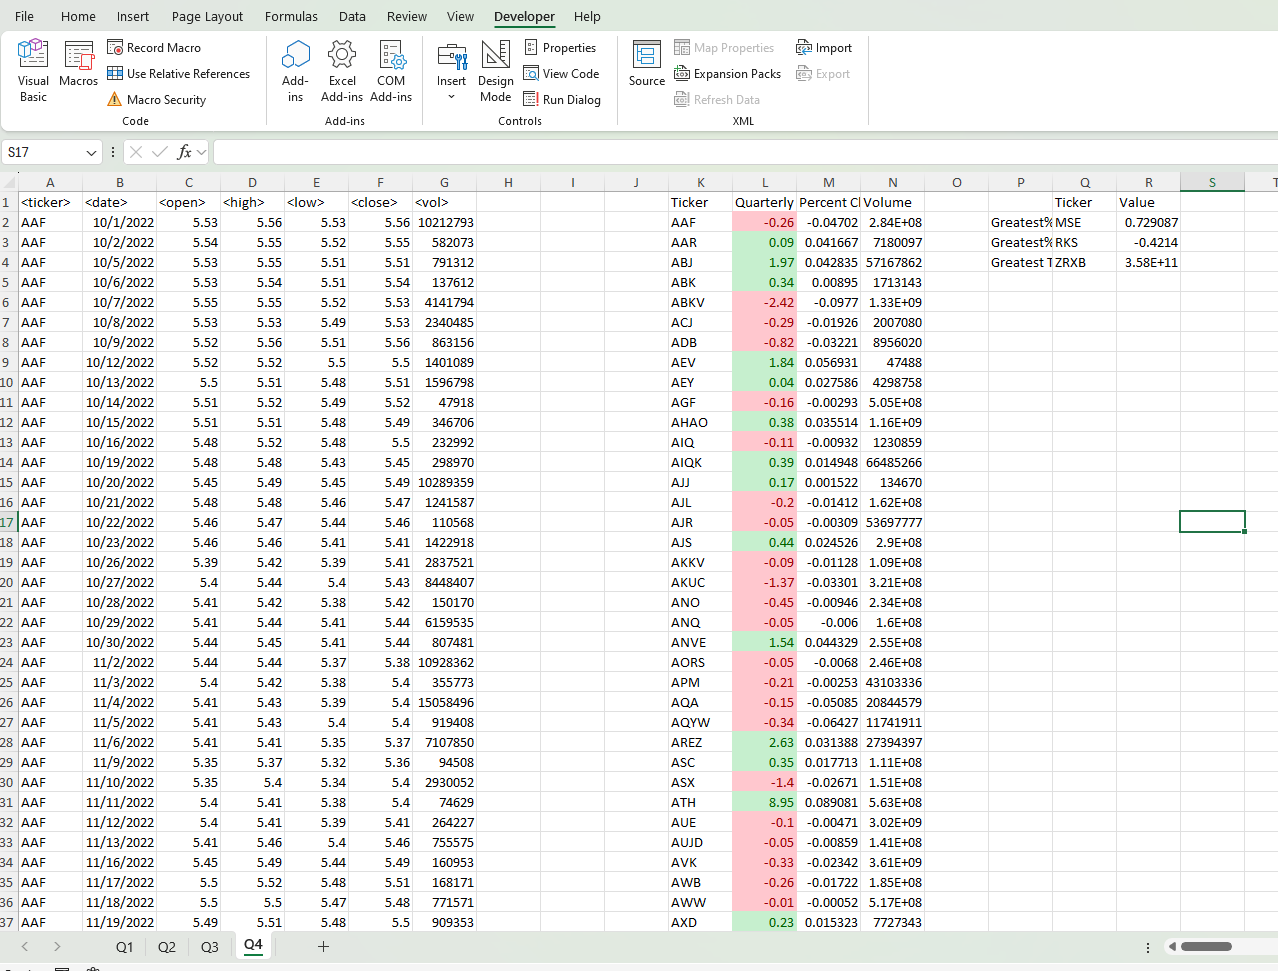 File Home Insert Page Layout Formulas Data Review View Developer Help
Visual Basic
Macros
Record Macro
Use Relative References
Macro Security
Code
Add-ins
Excel Add-ins
COM Add-ins
Add-ins
Insert
Design Mode
Properties
View Code
Run Dialog
Controls
Source
Map Properties
Expansion Packs
Refresh Data
Import
Export
XML
S17 fx
A B C D E F G H I J K L M N O P Q R S T
1 <ticker> <date> <open> <high> <low> <close> <vol> Ticker Quarterly Percent Cl Volume Ticker Value
2 AAF 10/1/2022 5.53 5.56 5.53 5.56 10212793 AAF -0.26 -0.04702 2.84E+08 Greatest% MSE 0.729087
3 AAF 10/2/2022 5.54 5.55 5.52 5.55 582073 AAR 0.09 0.041667 7180097 Greatest% RKS -0.4214
4 AAF 10/5/2022 5.53 5.55 5.51 5.51 791312 ABJ 1.97 0.042835 57167862 Greatest T ZRXB 3.58E+11
5 AAF 10/6/2022 5.53 5.54 5.51 5.54 137612 ABK 0.34 0.00895 1713143
6 AAF 10/7/2022 5.55 5.55 5.52 5.53 4141794 ABKV -2.42 -0.0977 1.33E+09
7 AAF 10/8/2022 5.53 5.53 5.49 5.53 2340485 ACJ -0.29 -0.01926 2007080
8 AAF 10/9/2022 5.52 5.56 5.51 5.56 863156 ADB -0.82 -0.03221 8956020
9 AAF 10/12/2022 5.52 5.52 5.5 5.5 1401089 AEV 1.84 0.056931 47488
10 AAF 10/13/2022 5.5 5.51 5.48 5.51 1596798 AEY 0.04 0.027586 4298758
11 AAF 10/14/2022 5.51 5.52 5.49 5.52 47918 AGF -0.16 -0.00293 5.05E+08
12 AAF 10/15/2022 5.51 5.51 5.48 5.49 346706 AHAO 0.38 0.035514 1.16E+09
13 AAF 10/16/2022 5.48 5.52 5.48 5.5 232992 AIQ -0.11 -0.00932 1230859
14 AAF 10/19/2022 5.48 5.48 5.43 5.45 298970 AIQK 0.39 0.014948 66485266
15 AAF 10/20/2022 5.45 5.49 5.45 5.49 10289359 AJJ 0.17 0.001522 134670
16 AAF 10/21/2022 5.48 5.48 5.46 5.47 1241587 AJL -0.2 -0.01412 1.62E+08
17 AAF 10/22/2022 5.46 5.47 5.44 5.46 110568 AJR -0.05 -0.00309 53697777
18 AAF 10/23/2022 5.46 5.46 5.41 5.41 1422918 AJS 0.44 0.024526 2.9E+08
19 AAF 10/26/2022 5.39 5.42 5.39 5.41 2837521 AKKV -0.09 -0.01128 1.09E+08
20 AAF 10/27/2022 5.4 5.44 5.4 5.43 8448407 AKUC -1.37 -0.03301 3.21E+08
21 AAF 10/28/2022 5.41 5.42 5.38 5.42 150170 ANO -0.45 -0.00946 2.34E+08
22 AAF 10/29/2022 5.41 5.44 5.41 5.44 6159535 ANQ -0.05 -0.006 1.6E+08
23 AAF 10/30/2022 5.44 5.45 5.41 5.44 807481 ANVE 1.54 0.044329 2.55E+08
24 AAF 11/2/2022 5.44 5.44 5.37 5.38 10928362 AORS -0.05 -0.0068 2.46E+08
25 AAF 11/3/2022 5.4 5.42 5.38 5.4 355773 APM -0.21 -0.00253 43103336
26 AAF 11/4/2022 5.41 5.43 5.39 5.4 15058496 AQA -0.15 -0.05085 20844579
27 AAF 11/5/2022 5.41 5.43 5.4 5.4 919408 AQYW -0.34 -0.06427 11741911
28 AAF 11/6/2022 5.41 5.41 5.35 5.37 7107850 AREZ 2.63 0.031388 27394397
29 AAF 11/9/2022 5.35 5.37 5.32 5.36 94508 ASC 0.35 0.017713 1.11E+08
30 AAF 11/10/2022 5.35 5.4 5.34 5.4 2930052 ASX -1.4 -0.02671 1.51E+08
31 AAF 11/11/2022 5.4 5.41 5.38 5.4 74629 ATH 8.95 0.089081 5.63E+08
32 AAF 11/12/2022 5.4 5.41 5.39 5.41 264227 AUE -0.1 -0.00471 3.02E+09
33 AAF 11/13/2022 5.41 5.46 5.4 5.46 755575 AUJD -0.05 -0.00859 1.41E+08
34 AAF 11/16/2022 5.45 5.49 5.44 5.49 160953 AVK -0.33 -0.02342 3.61E+09
35 AAF 11/17/2022 5.5 5.52 5.48 5.51 168171 AWB -0.26 -0.01722 1.85E+08
36 AAF 11/18/2022 5.5 5.5 5.47 5.48 771571 AWW -0.01 -0.00052 5.17E+08
37 AAF 11/19/2022 5.49 5.51 5.48 5.5 909353 AXD 0.23 0.015323 7727343
Q1 Q2 Q3 Q4